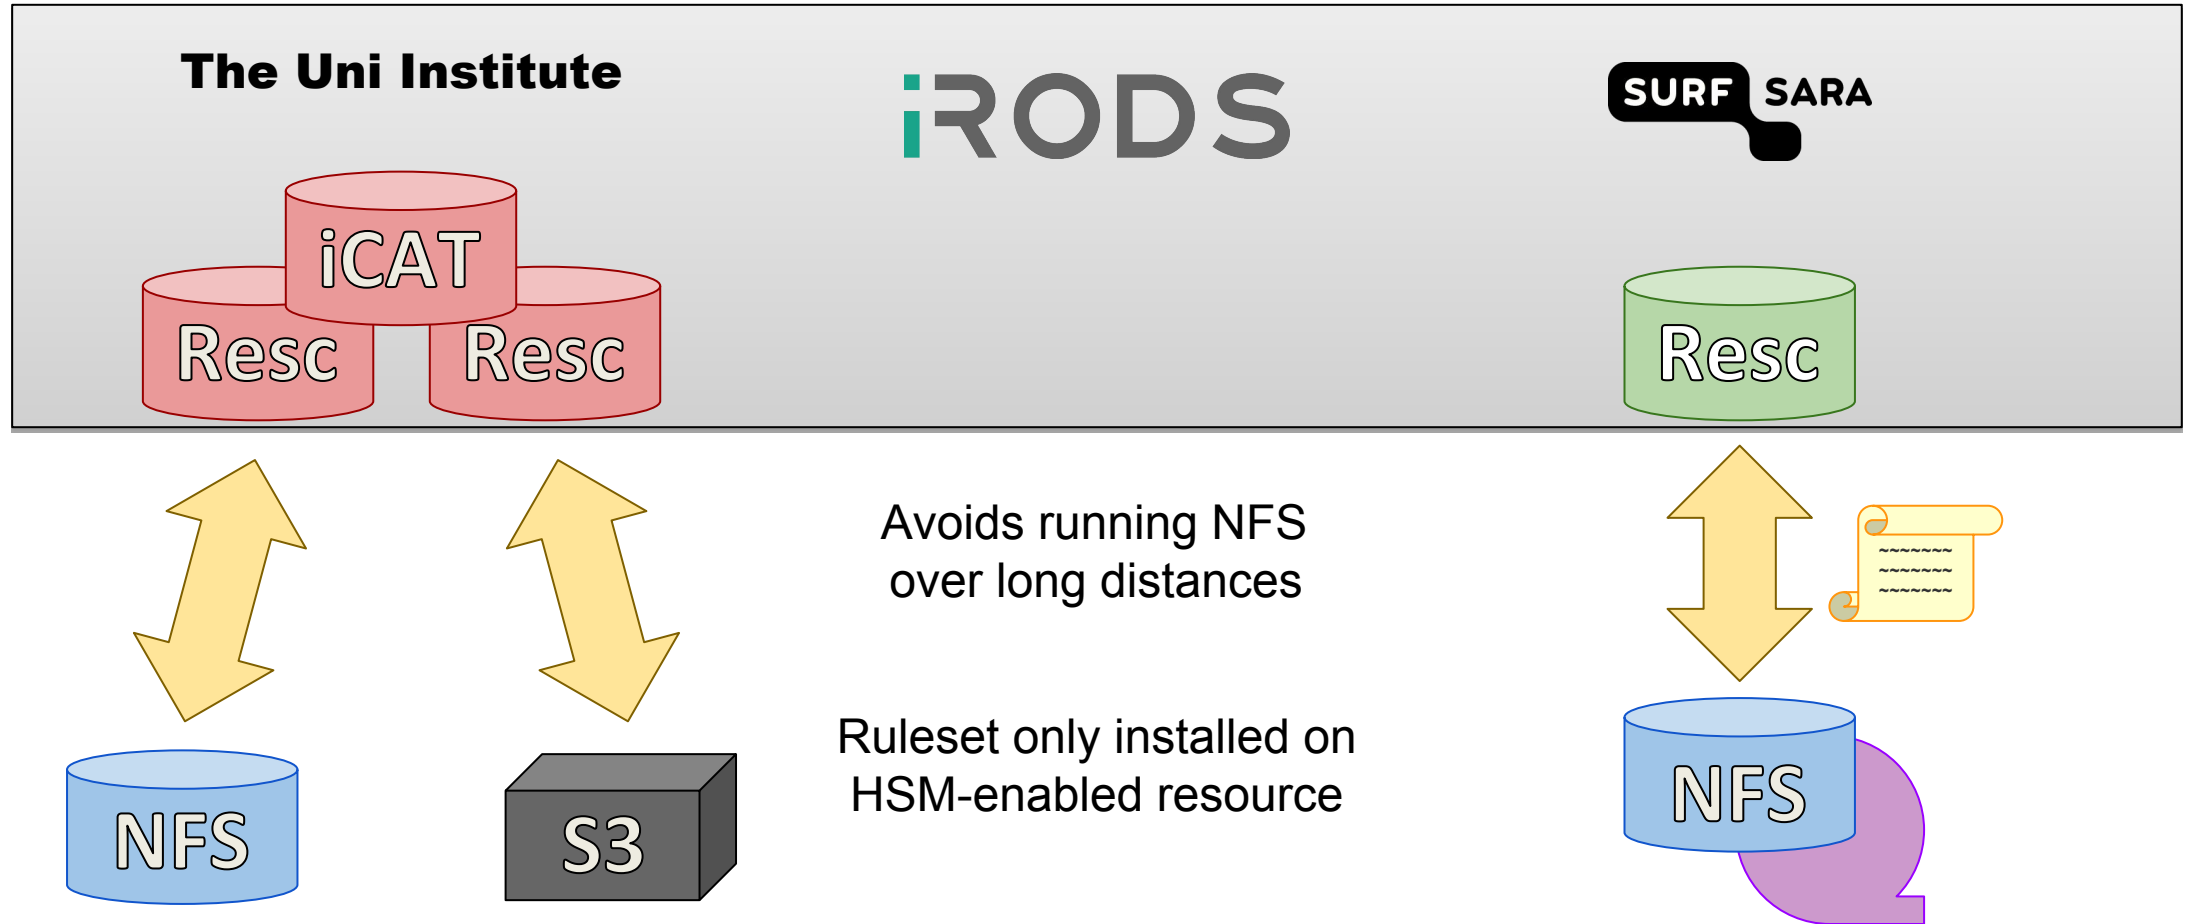 The Uni Institute
iRODS
SURF SARA
iCAT
Resc
Resc
Resc
Avoids running NFS
over long distances
~~~~~~~
~~~~~~~
~~~~~~~
Ruleset only installed on
HSM-enabled resource
NFS
S3
NFS